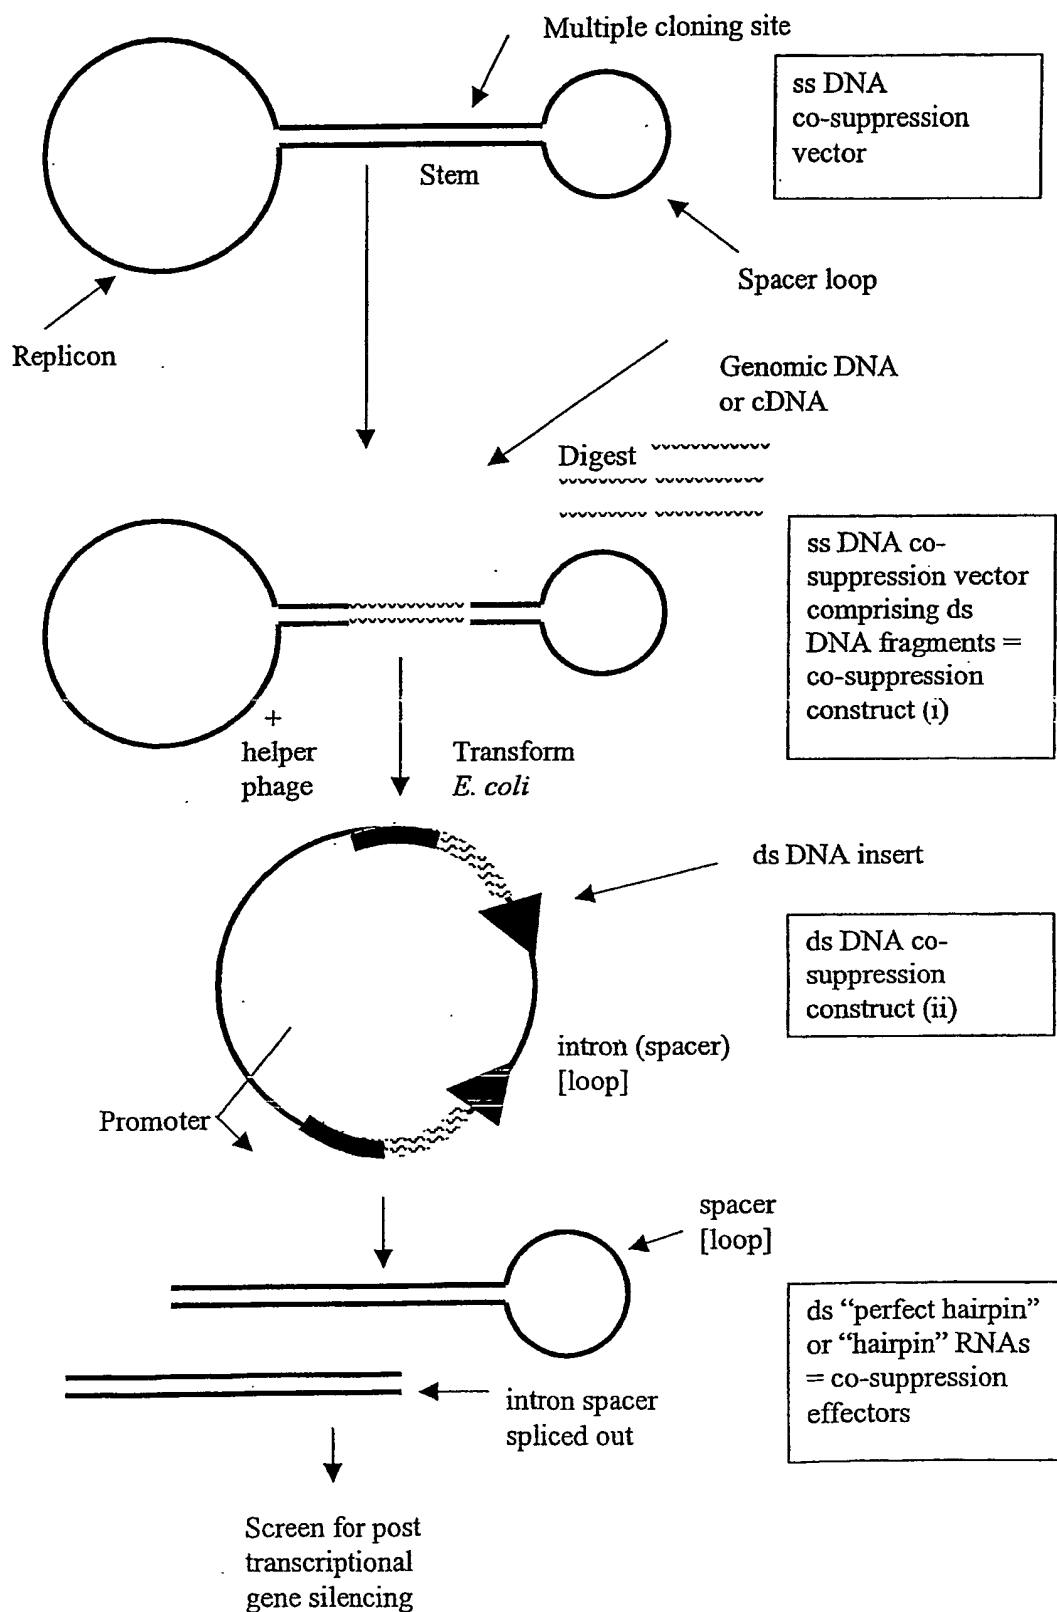 Multiple cloning site
ss DNA
co-suppression
vector
Stem
Spacer loop
Replicon
Genomic DNA
or cDNA
Digest
ss DNA co-
suppression vector
comprising ds
DNA fragments =
co-suppression
construct (i)
+
helper
phage
Transform
E. coli
ds DNA insert
ds DNA co-
suppression
construct (ii)
intron (spacer)
[loop]
Promoter
spacer
[loop]
ds “perfect hairpin”
or “hairpin” RNAs
= co-suppression
effectors
intron spacer
spliced out
Screen for post
transcriptional
gene silencing